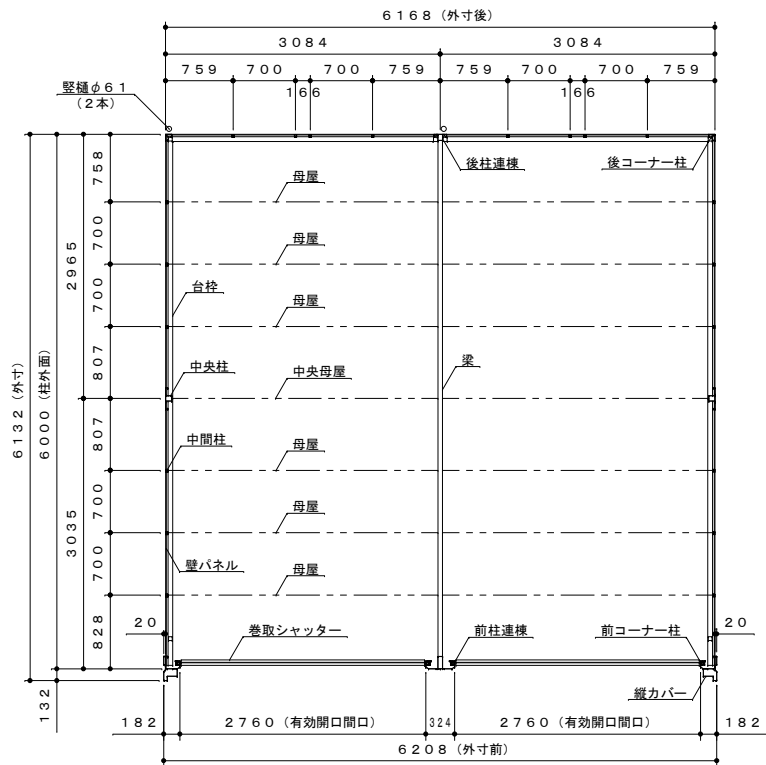 ６１６８（外寸後）
３０８４ ３０８４
７５９ ７００ ７００ ７５９ ７５９ ７００ ７００ ７５９
１６６ １６６
竪樋φ６１
（２本）
後柱連棟 後コーナー柱
母屋
母屋
台枠 母屋
中央柱 中央母屋 梁
中間柱 母屋
母屋
壁パネル 母屋
巻取シャッター 前柱連棟 前コーナー柱
縦カバー
６１３２（外寸）
６０００（柱外面）
２９６５
３０３５
７５８
７００
７００
８０７
８０７
７００
７００
８２８
１３２
２０ ２０
１８２ ２７６０（有効開口間口） ３２４ ２７６０（有効開口間口） １８２
６２０８（外寸前）